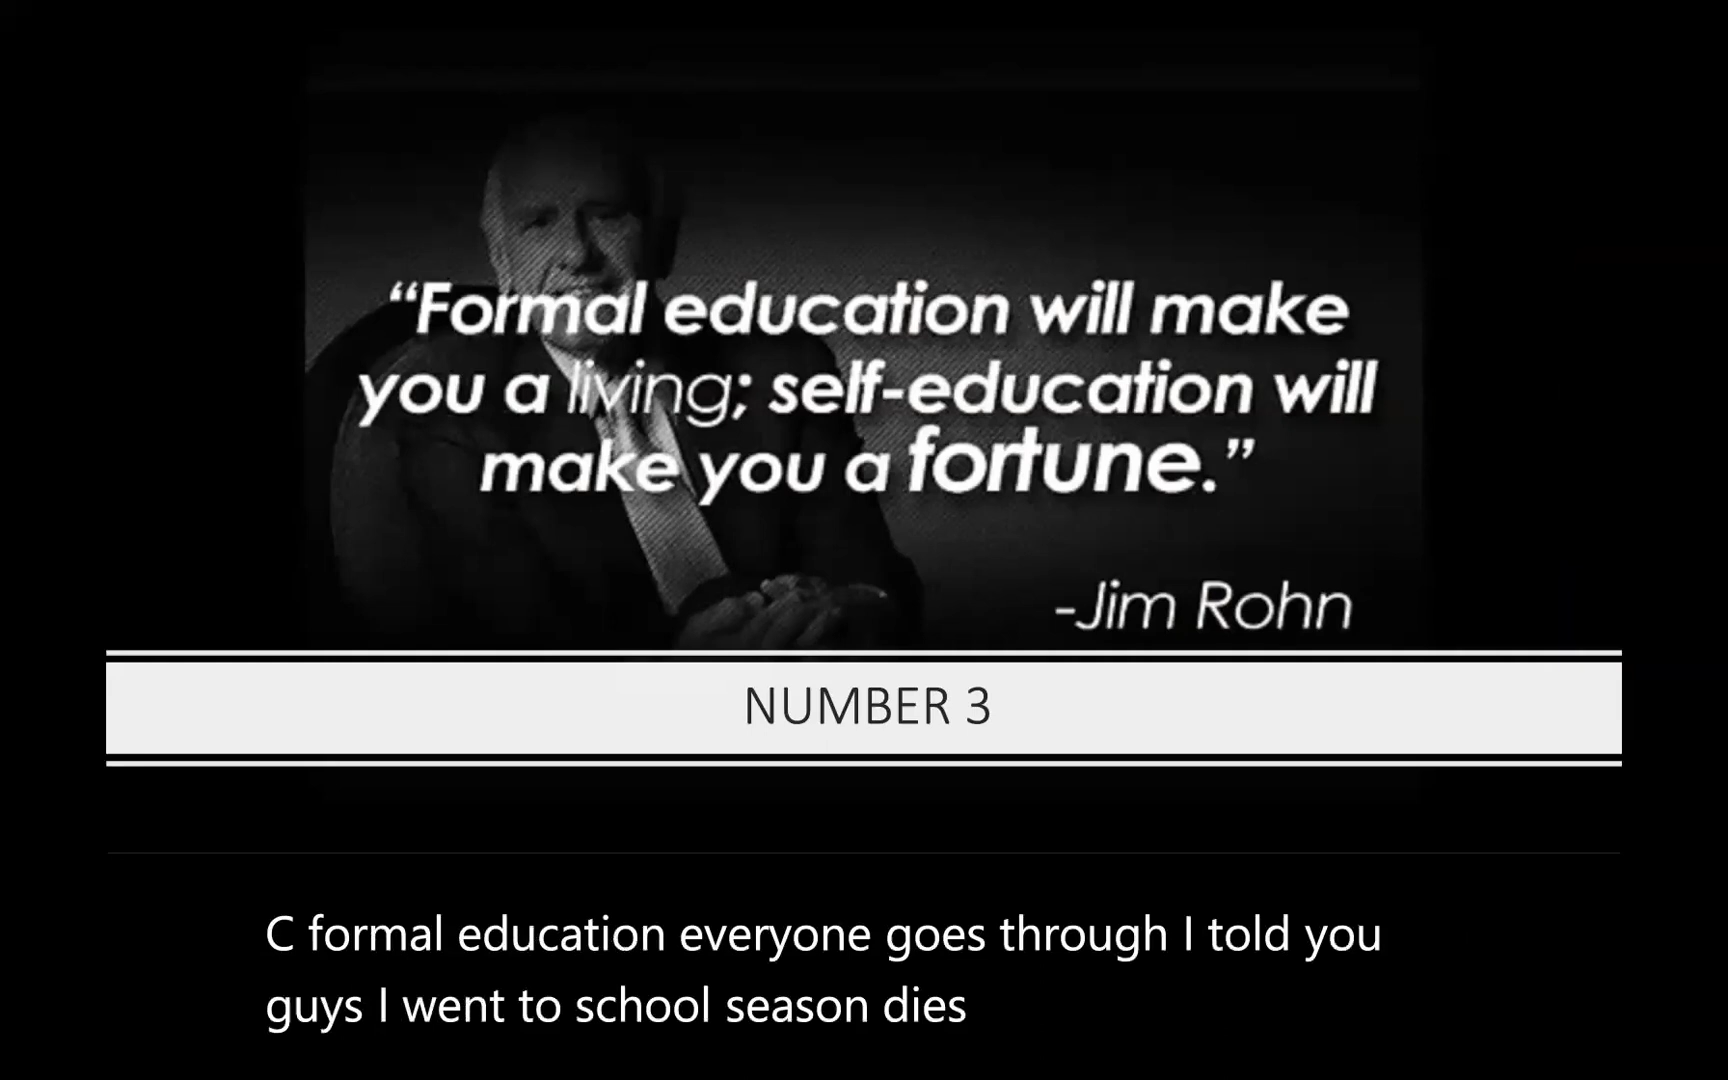 “Formal education will make
you a living; self-education will
make you a fortune.”
-Jim Rohn
NUMBER 3
C formal education everyone goes through I told you
guys I went to school season dies